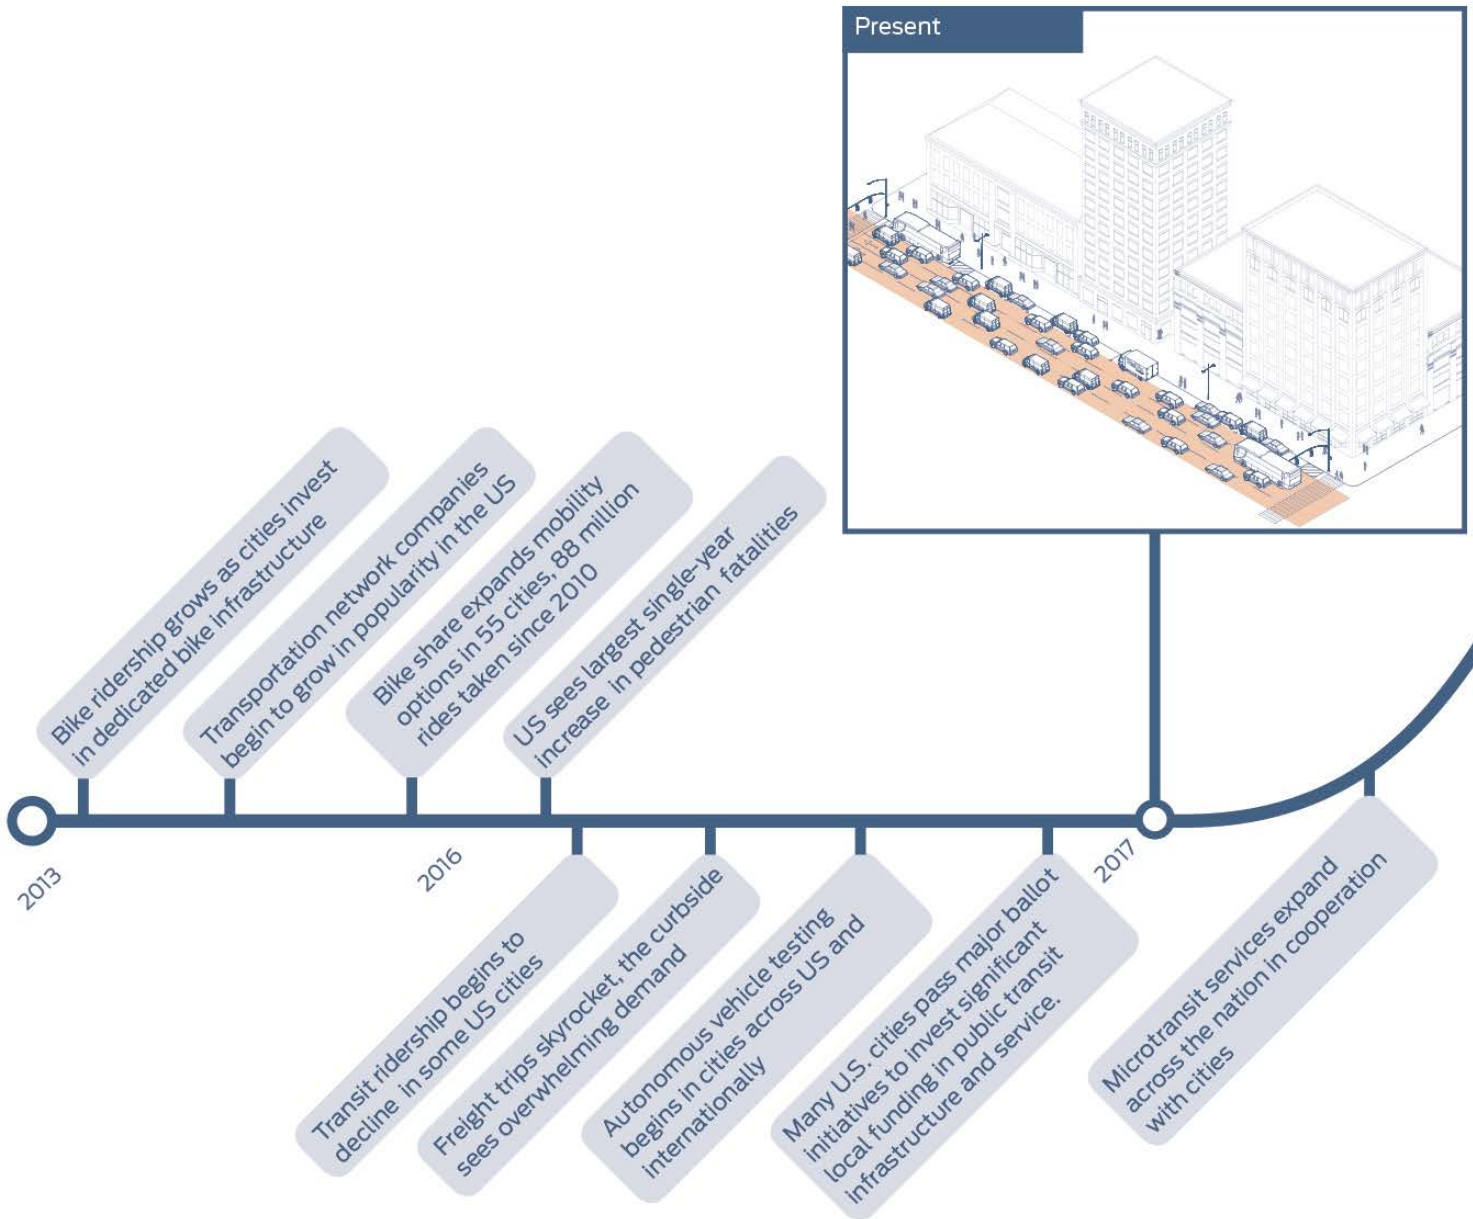 Present
Bike ridership grows as cities invest
in dedicated bike infrastructure
Transportation network companies
begin to grow in popularity in the US
Bike share expands mobility
options in 55 cities, 88 million
rides taken since 2010
US sees largest single-year
increase in pedestrian fatalities
2013
2016
2017
Transit ridership begins to
decline in some US cities
Freight trips skyrocket, the curbside
sees overwhelming demand
Autonomous vehicle testing
begins in cities across US and
internationally
Many U.S. cities pass major ballot
initiatives to invest significant
local funding in public transit
infrastructure and service.
Microtransit services expand
across the nation in cooperation
with cities